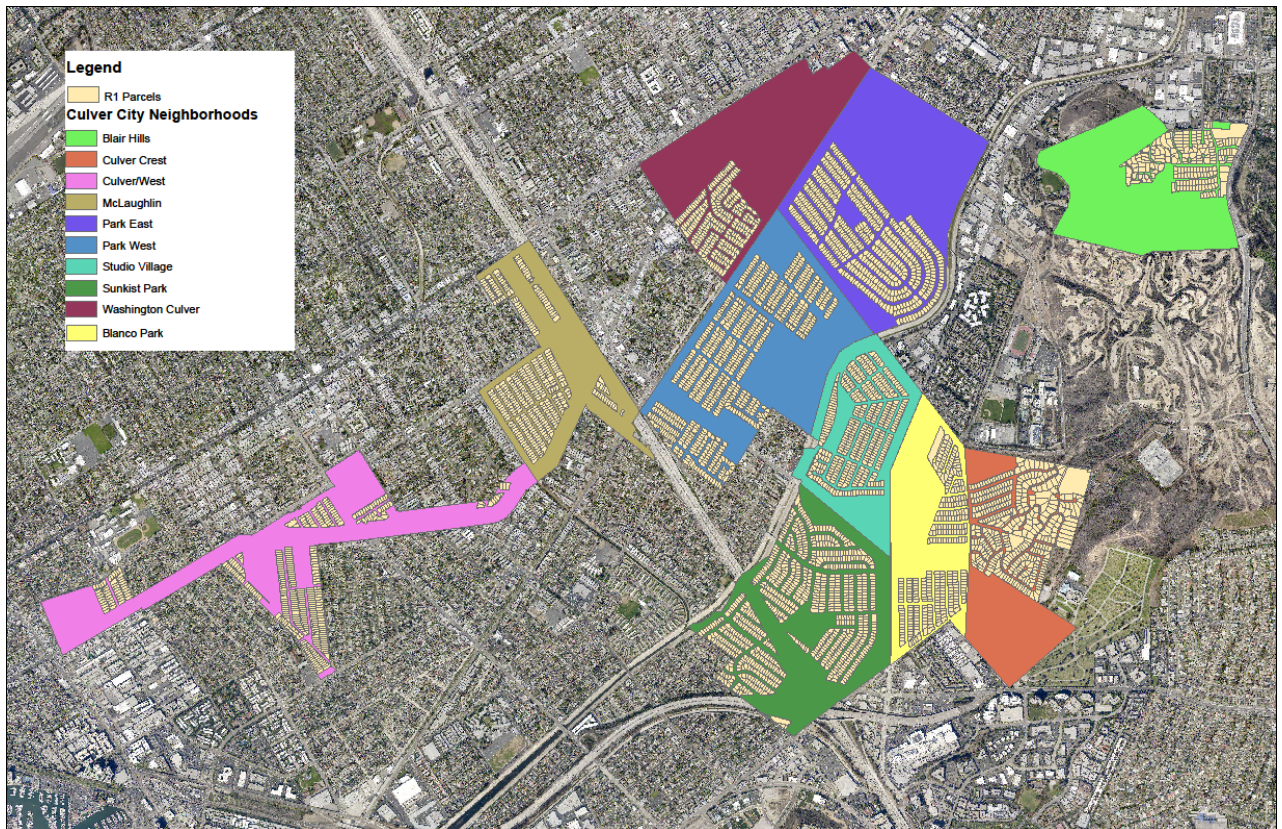 Legend
R1 Parcels
Culver City Neighborhoods
Blair Hills
Culver Crest
Culver/West
McLaughlin
Park East
Park West
Studio Village
Sunkist Park
Washington Culver
Blanco Park